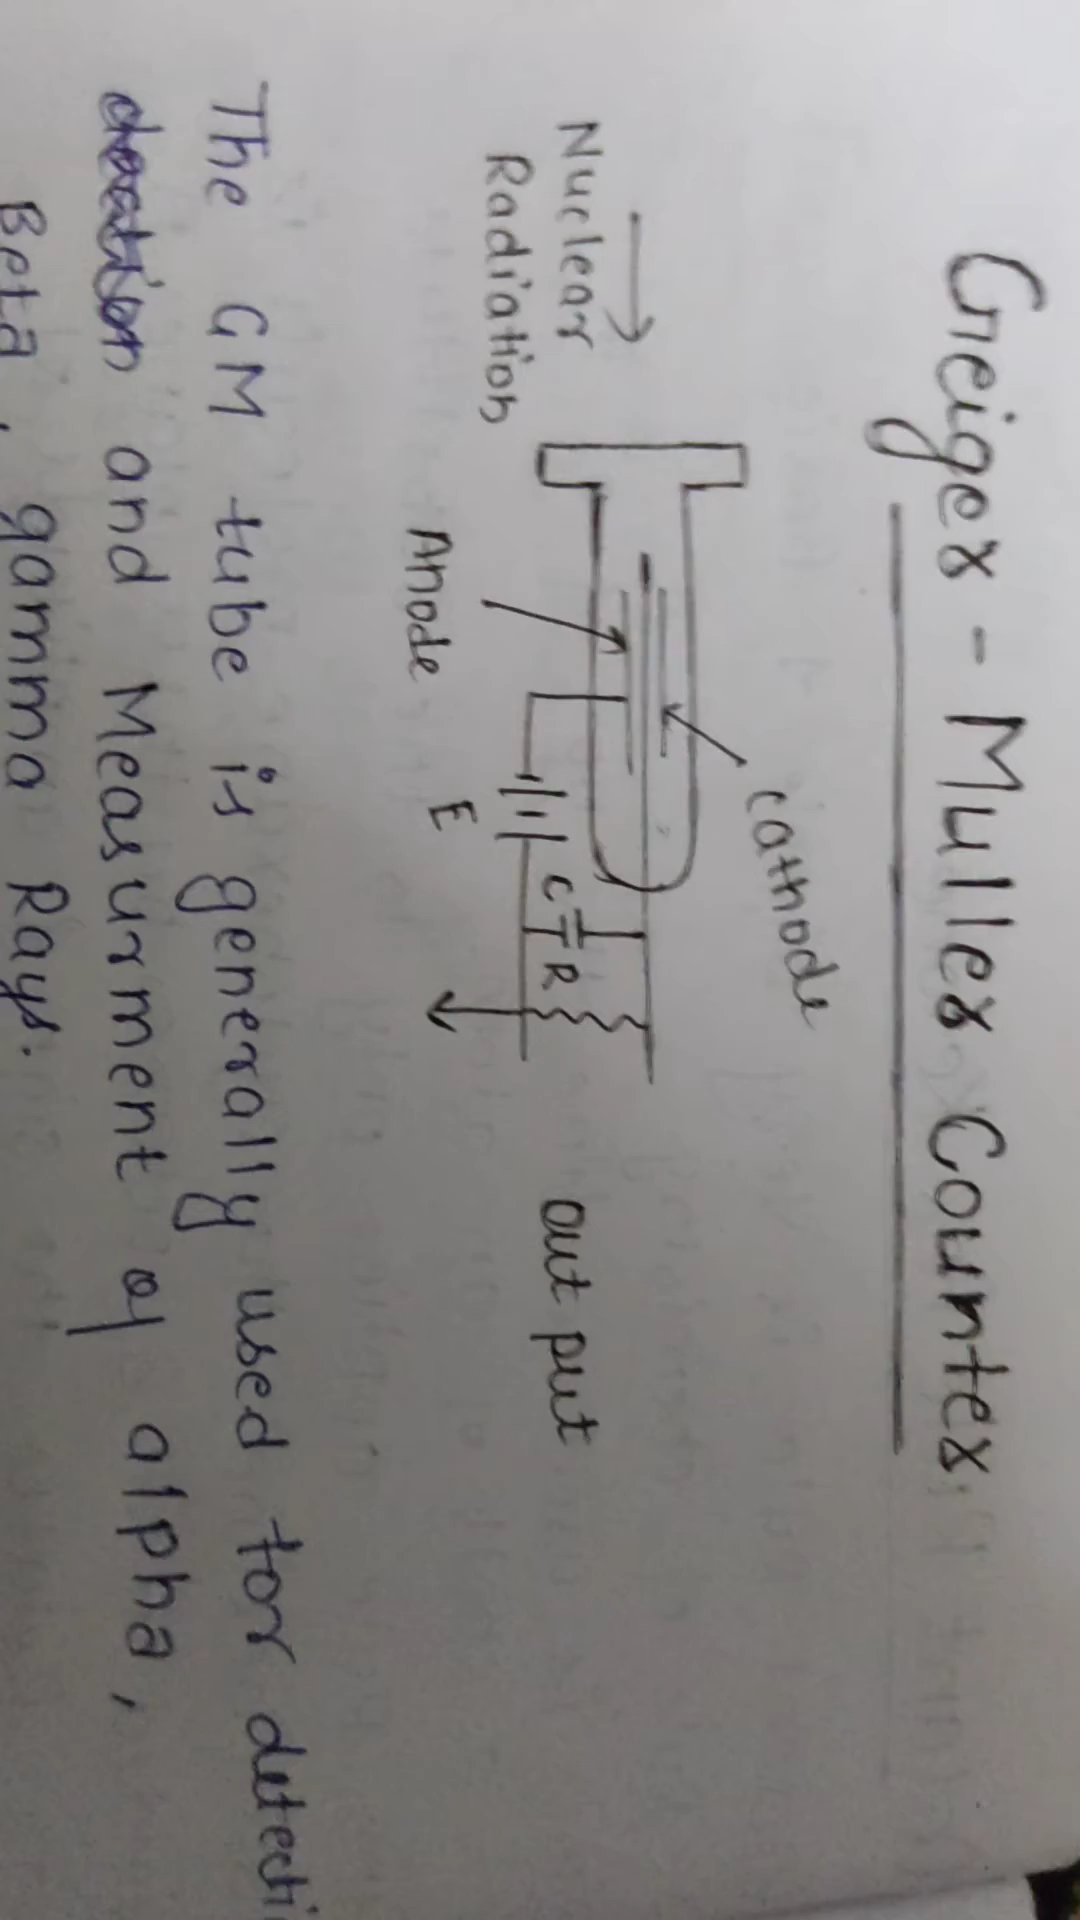 Geiger - Muller Counter
cathode
Nuclear
Radiation
Anode
E
C
R
out put
The GM tube is generally used for detecti
and Measurment of alpha,
Beta, gamma Rays.